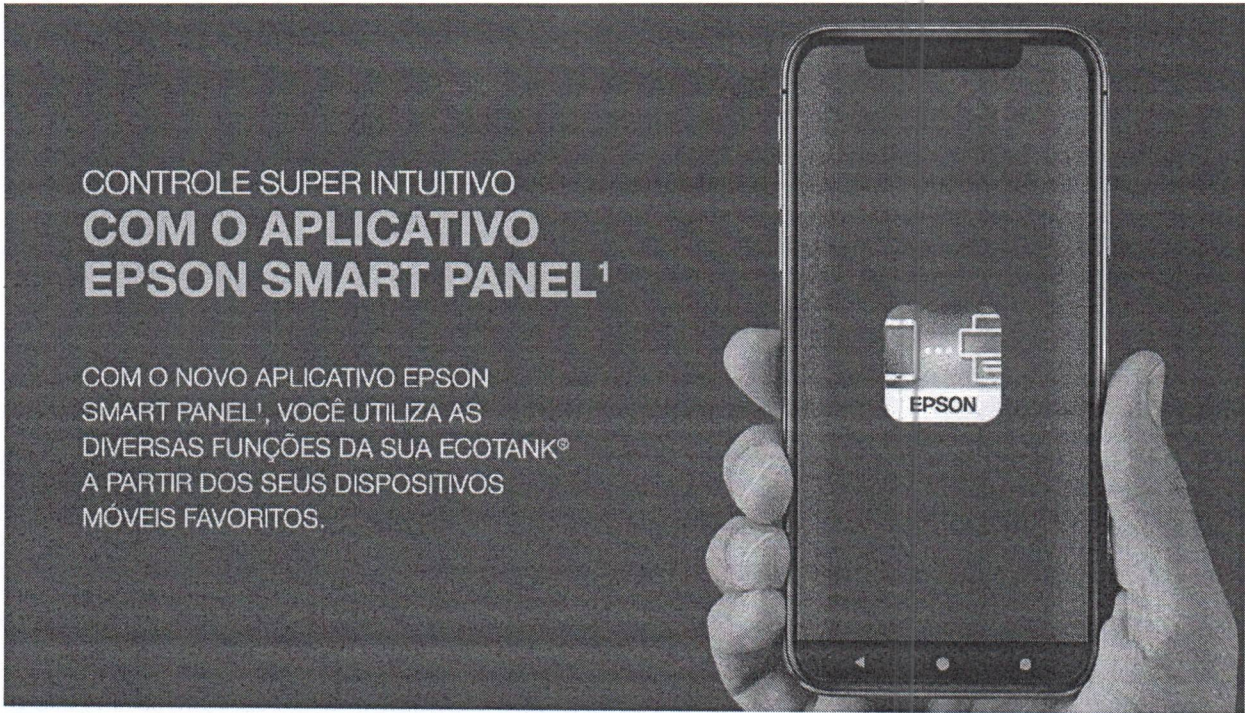 CONTROLE SUPER INTUITIVO
COM O APLICATIVO
EPSON SMART PANEL¹
COM O NOVO APLICATIVO EPSON
SMART PANEL¹, VOCÊ UTILIZA AS
DIVERSAS FUNÇÕES DA SUA ECOTANK®
A PARTIR DOS SEUS DISPOSITIVOS
MÓVEIS FAVORITOS.
EPSON